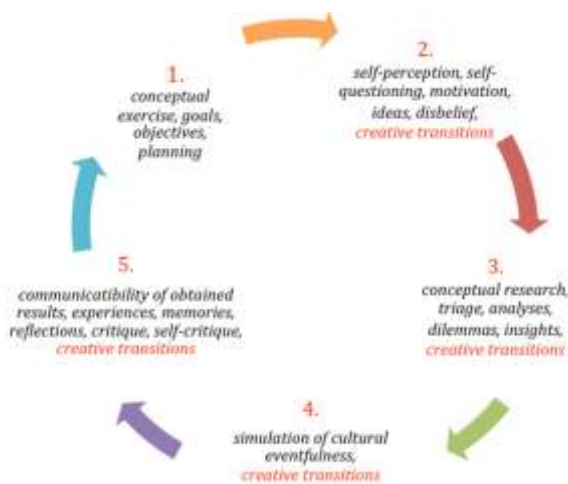 1.
conceptual
exercise, goals,
objectives,
planning
2.
self-perception, self-
questioning, motivation,
ideas, disbelief,
creative transitions
3.
conceptual research,
triage, analyses,
dilemmas, insights,
creative transitions
4.
simulation of cultural
eventfulness,
creative transitions
5.
communicatibility of obtained
results, experiences, memories,
reflections, critique, self-critique,
creative transitions